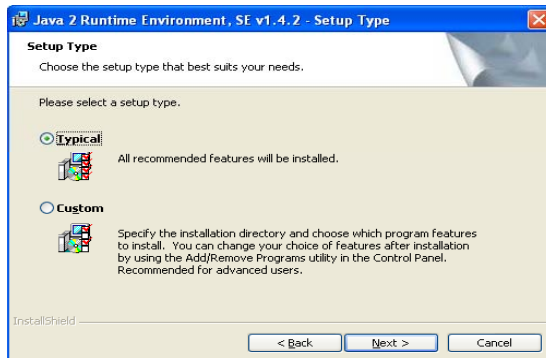 Java 2 Runtime Environment, SE v1.4.2 - Setup Type
Setup Type
Choose the setup type that best suits your needs.
Please select a setup type.
Typical
All recommended features will be installed.
Custom
Specify the installation directory and choose which program features
to install. You can change your choice of features after installation
by using the Add/Remove Programs utility in the Control Panel.
Recommended for advanced users.
InstallShield
< Back Next > Cancel